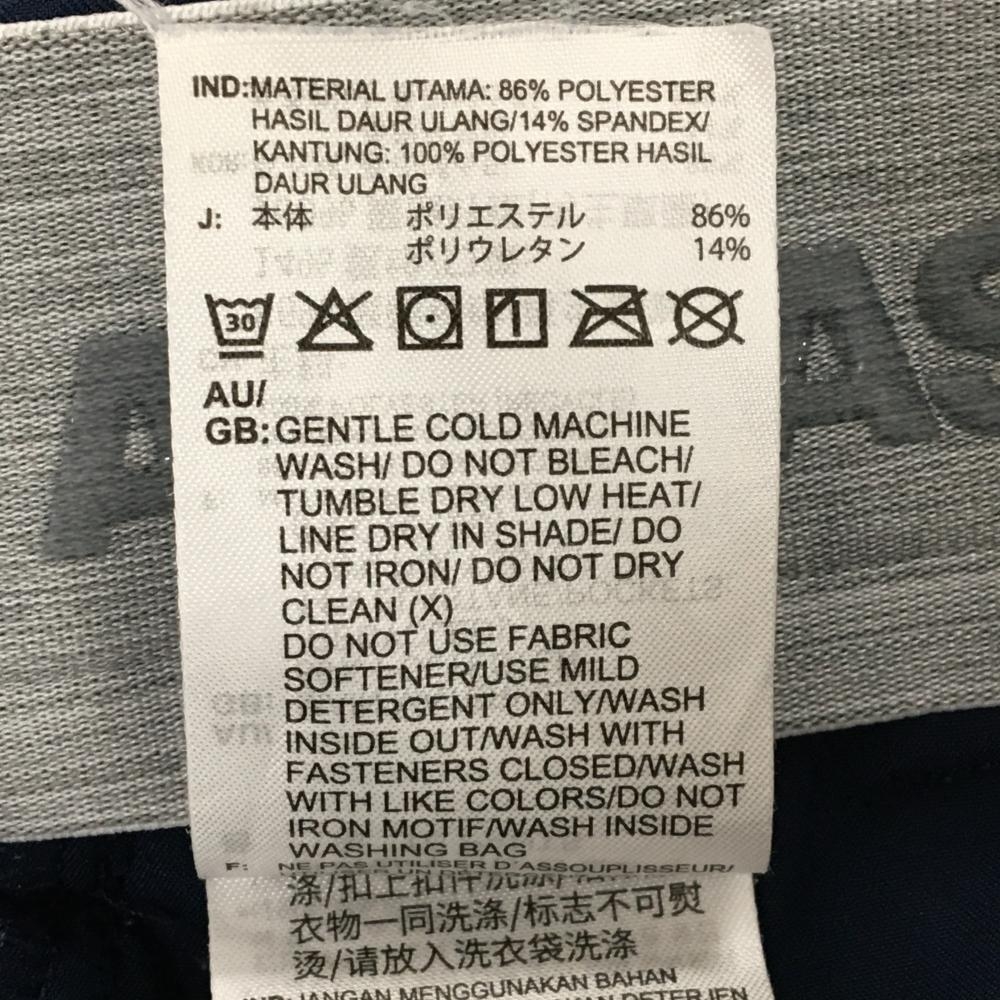 IND:MATERIAL UTAMA: 86% POLYESTER
HASIL DAUR ULANG/14% SPANDEX/
KANTUNG: 100% POLYESTER HASIL
DAUR ULANG
J: 本体 ポリエステル 86%
ポリウレタン 14%
30
AU/
GB:GENTLE COLD MACHINE
WASH/ DO NOT BLEACH/
TUMBLE DRY LOW HEAT/
LINE DRY IN SHADE/ DO
NOT IRON/ DO NOT DRY
CLEAN (X)
DO NOT USE FABRIC
SOFTENER/USE MILD
DETERGENT ONLY/WASH
INSIDE OUT/WASH WITH
FASTENERS CLOSED/WASH
WITH LIKE COLORS/DO NOT
IRON MOTIF/WASH INSIDE
WASHING BAG
F: NE PAS UTILISER D'ASSOUPLISSEUR/
衣物一同洗涤/标志不可熨
烫/请放入洗衣袋洗涤
JANGAN MENGGUNAKAN BAHAN